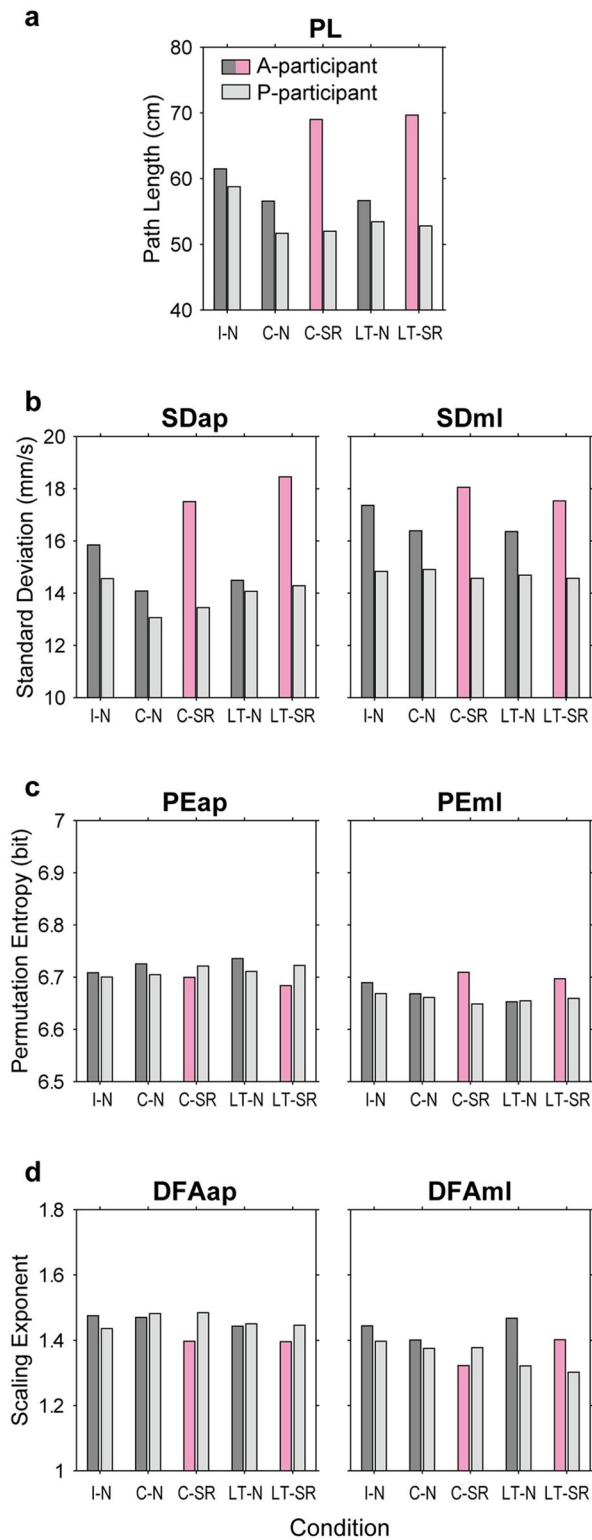 a
PL
A-participant
P-participant
Path Length (cm)
80
70
60
50
40
I-N C-N C-SR LT-N LT-SR
b
SDap SDml
Standard Deviation (mm/s)
20
18
16
14
12
10
I-N C-N C-SR LT-N LT-SR I-N C-N C-SR LT-N LT-SR
c
PEap PEml
Permutation Entropy (bit)
7
6.9
6.8
6.7
6.6
6.5
I-N C-N C-SR LT-N LT-SR I-N C-N C-SR LT-N LT-SR
d
DFAap DFAml
Scaling Exponent
1.8
1.6
1.4
1.2
1
I-N C-N C-SR LT-N LT-SR I-N C-N C-SR LT-N LT-SR
Condition